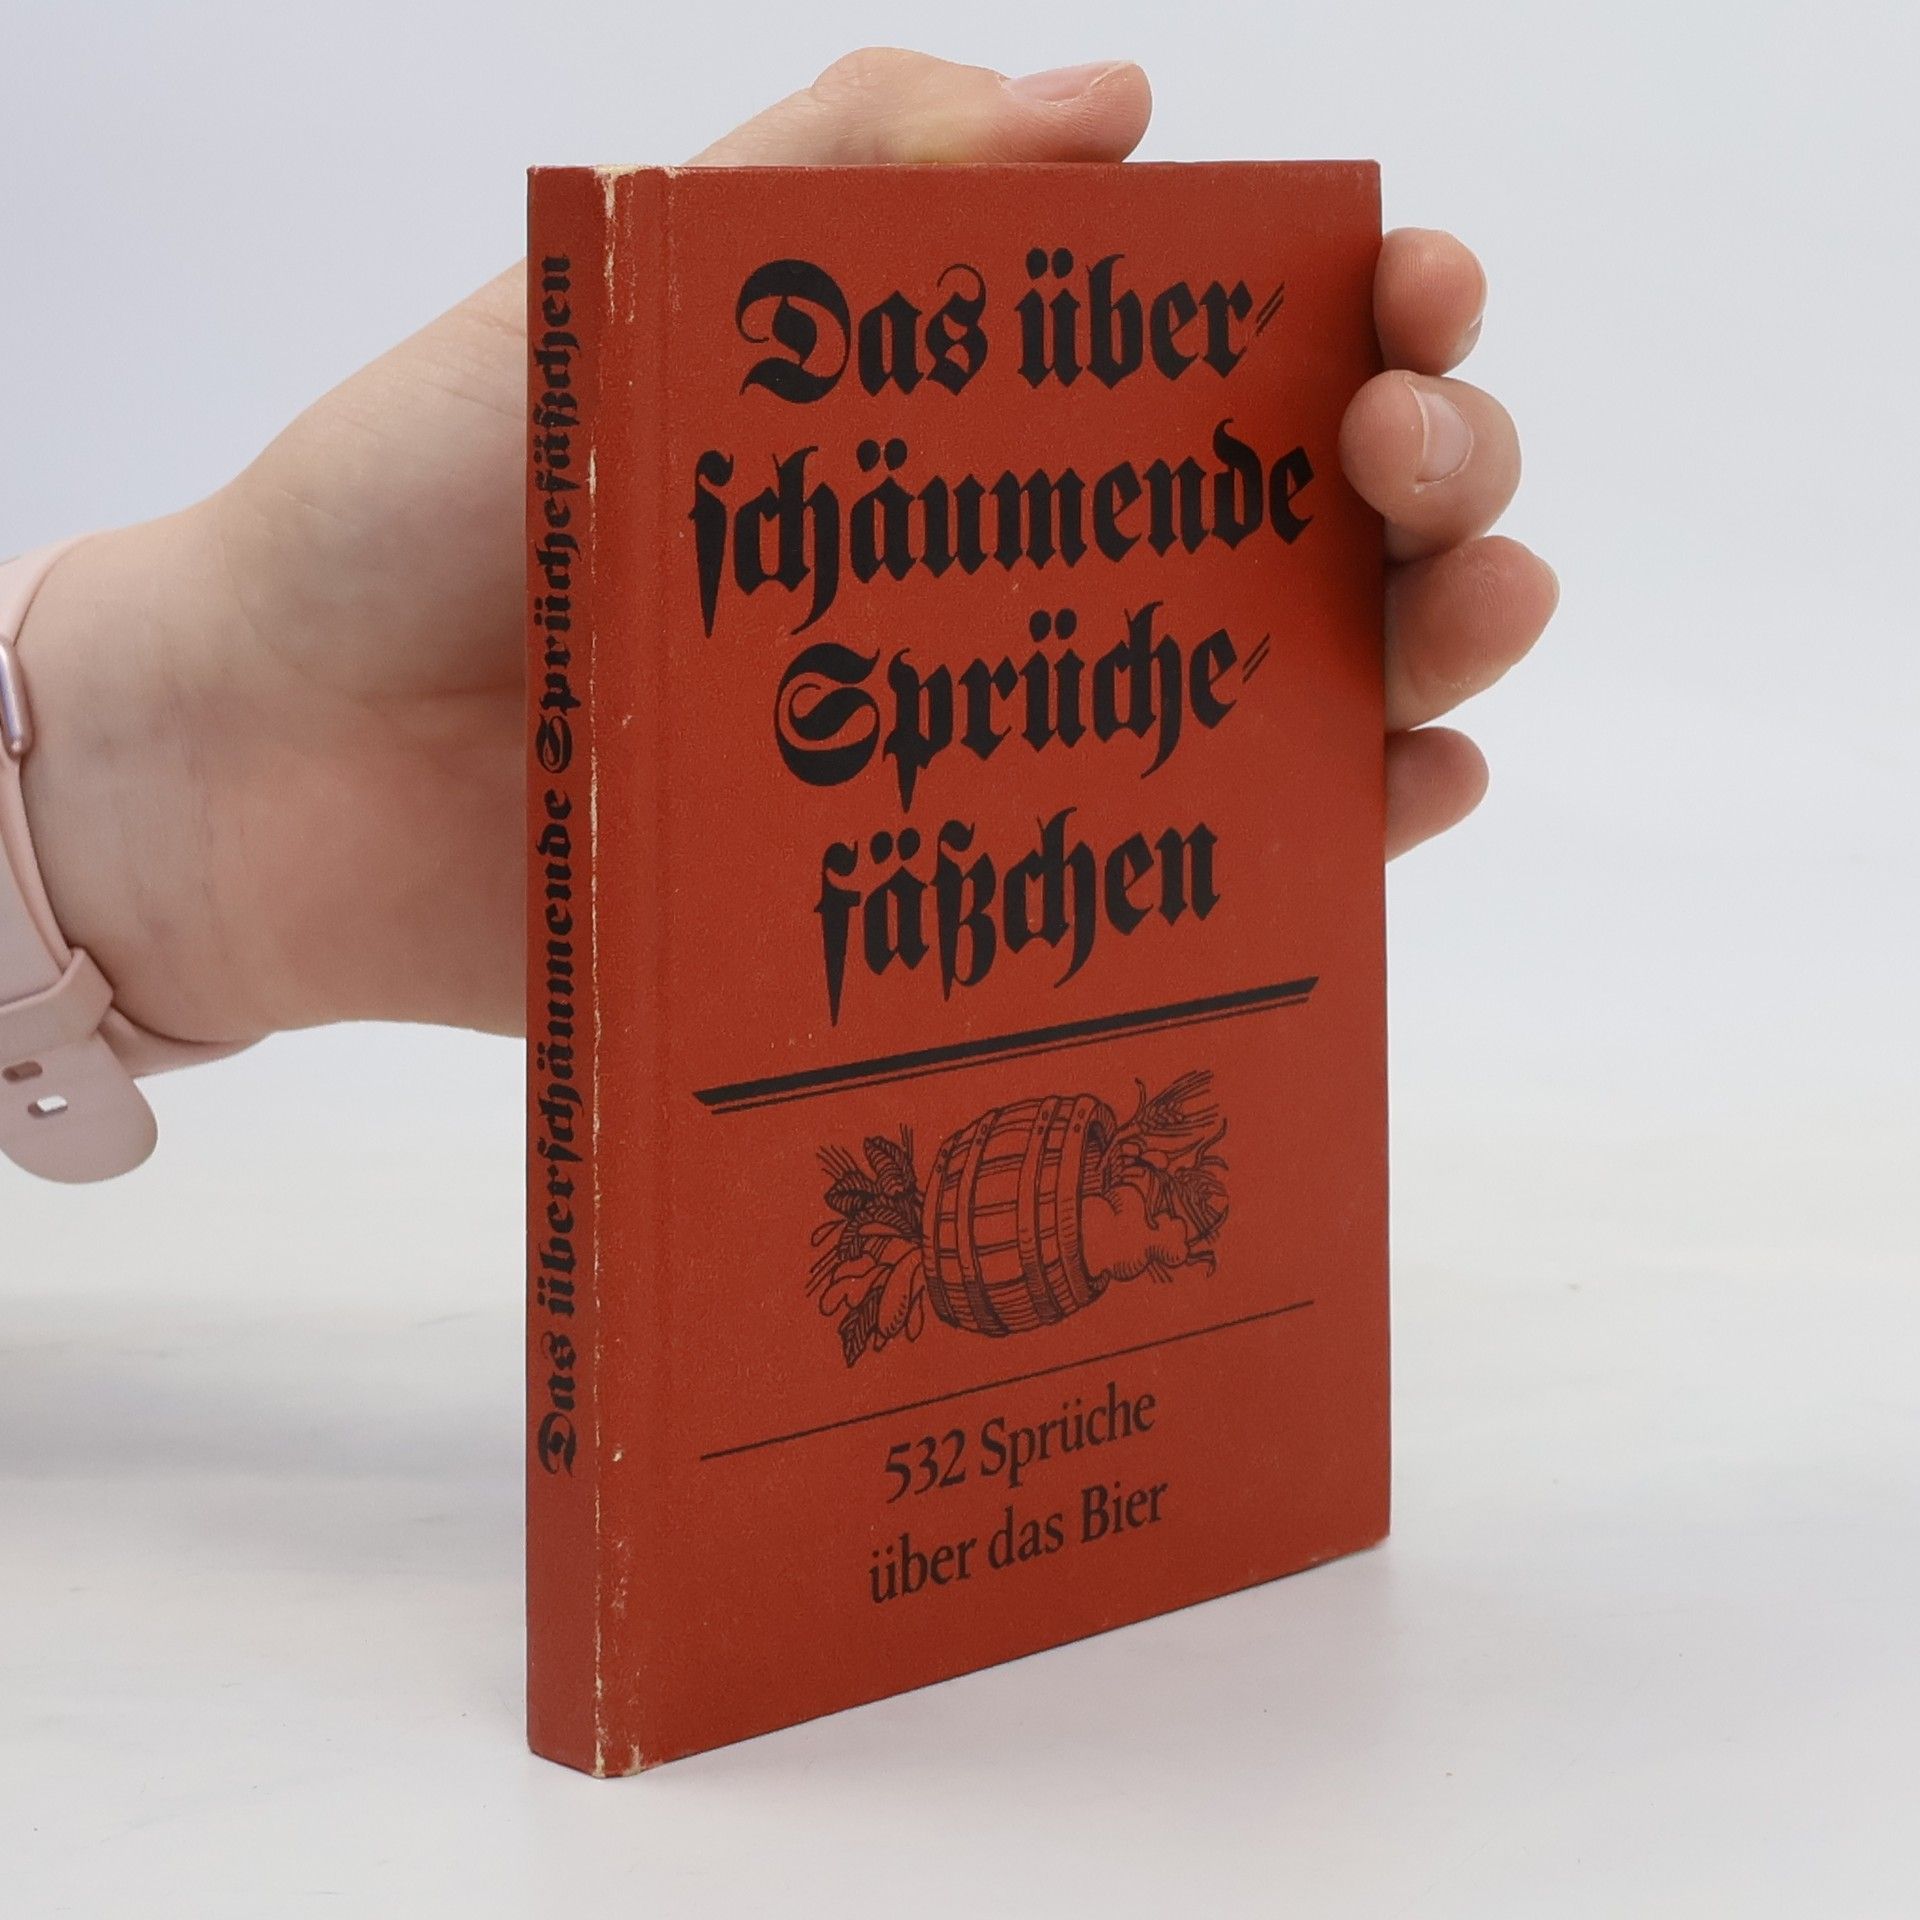 Das überschäumende Sprüchefäßchen
Das über-
schäumende
Sprüche-
fäßchen
532 Sprüche
über das Bier